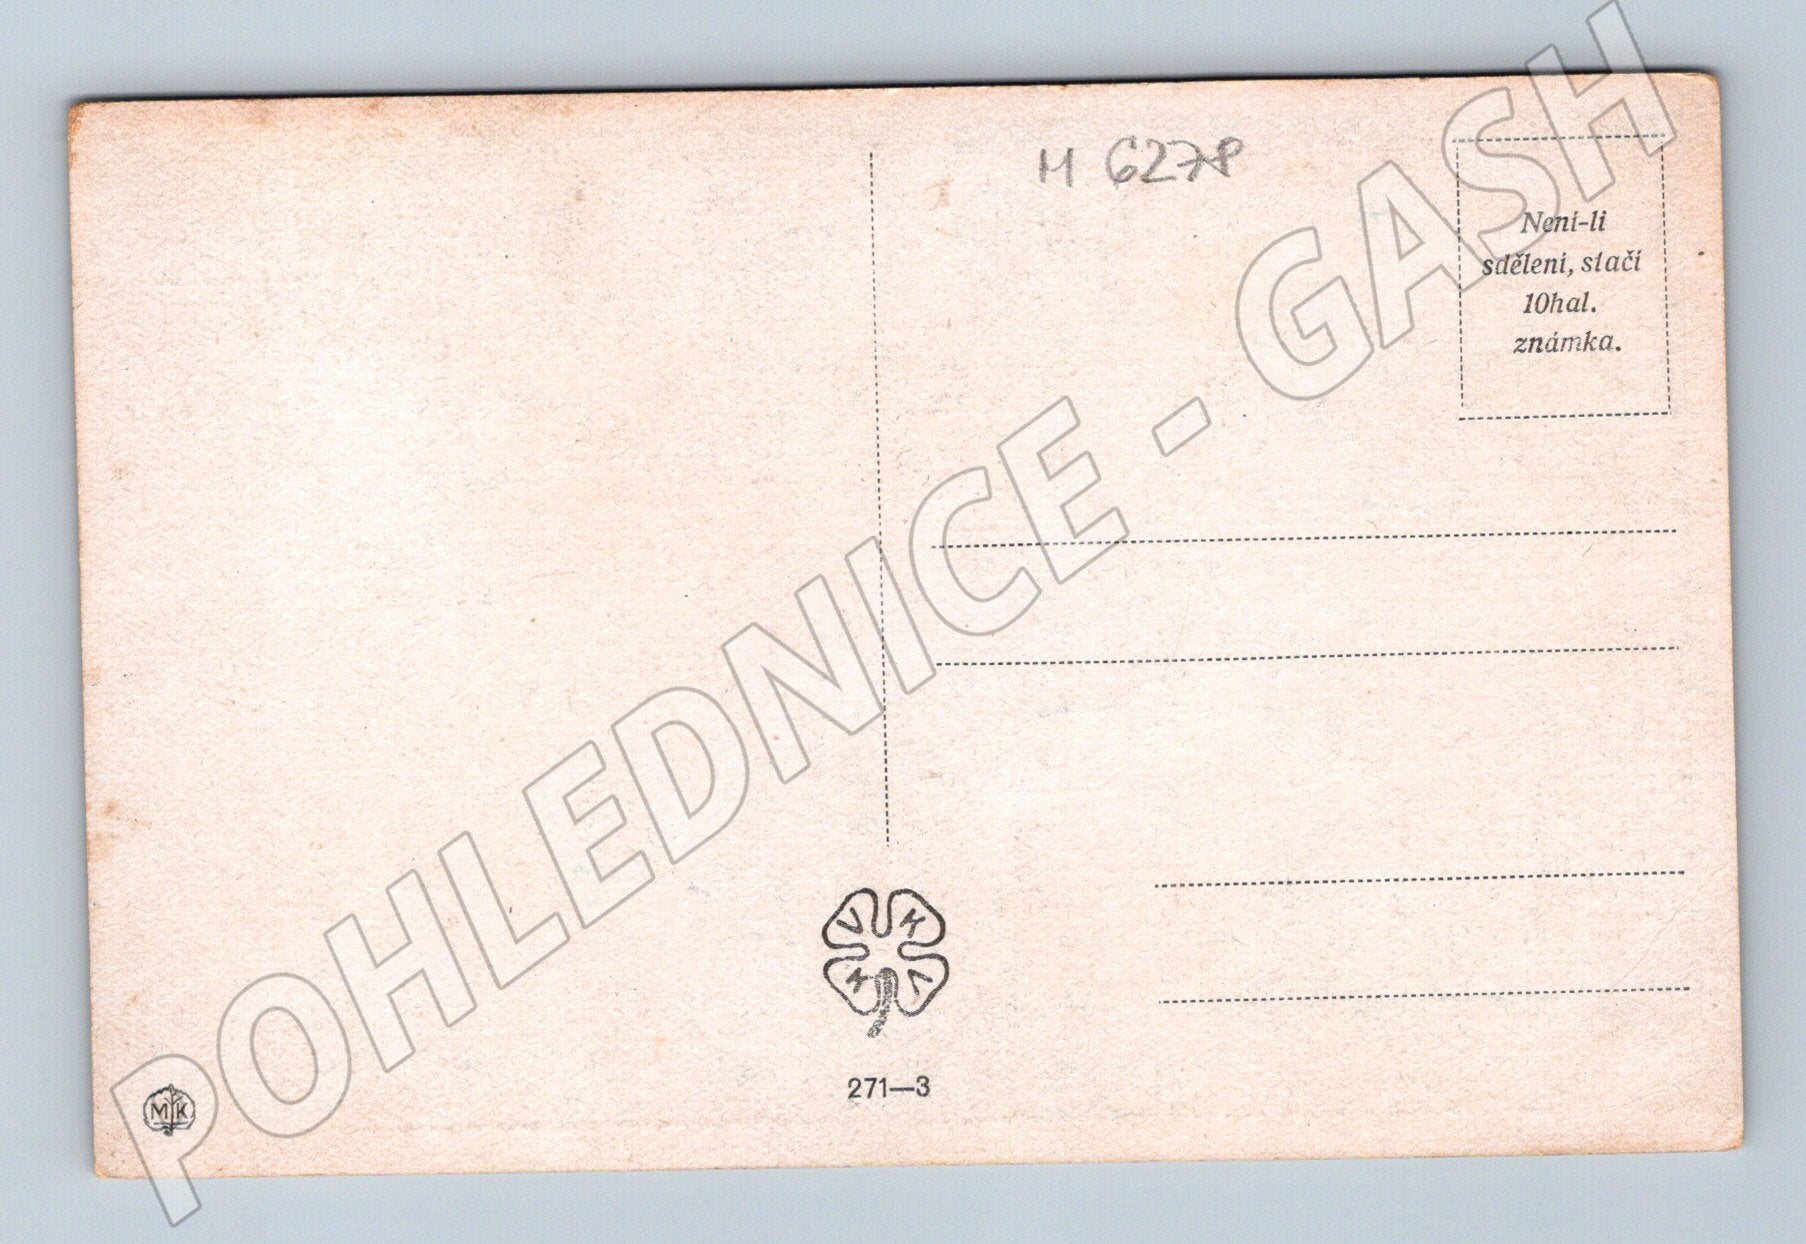 M 6278
Není-li
sdělení, stačí
10hal.
známka.
POHLEDNICE - GASH
V K
K V
271—3
M K